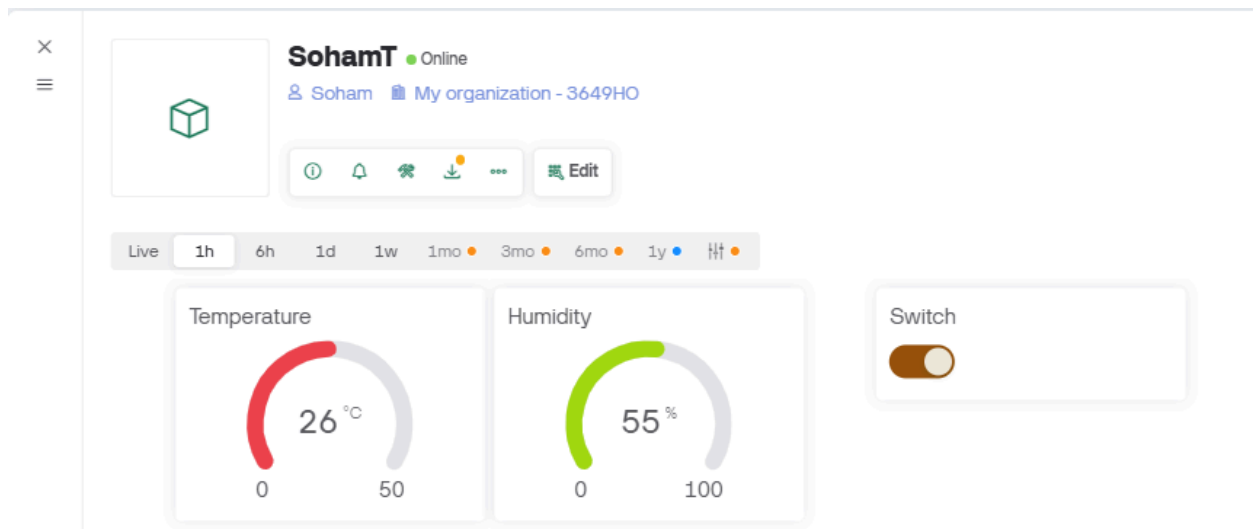 SohamT Online
Soham My organization - 3649HO
Edit
Live 1h 6h 1d 1w 1mo 3mo 6mo 1y
Temperature
26 °C
0 50
Humidity
55 %
0 100
Switch